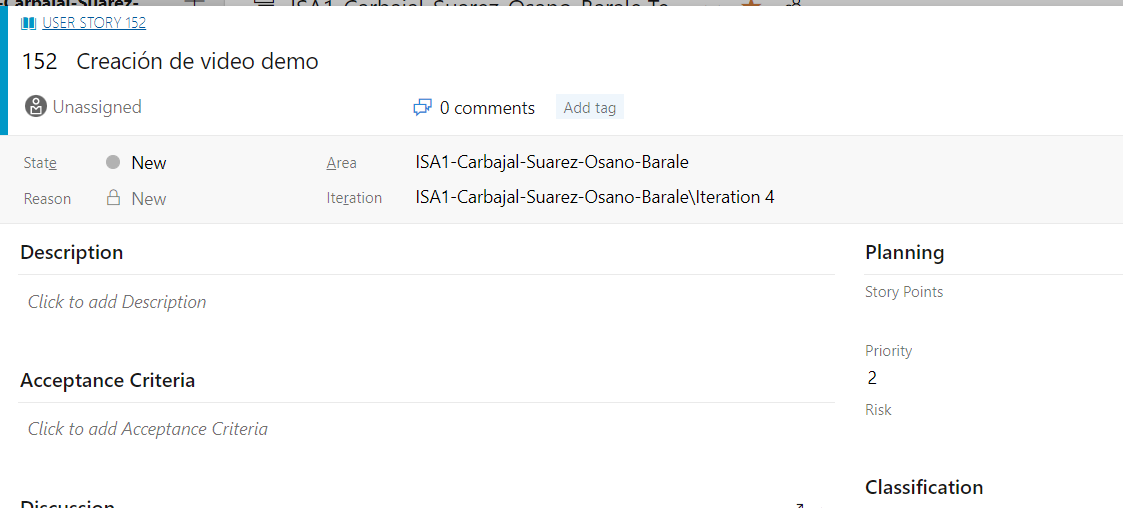 -Carbajal-Suarez-
ISA1-Carbajal-Suarez-Osano-Barale Te
USER STORY 152
152 Creación de video demo
Unassigned
0 comments
Add tag
State
New
Area
ISA1-Carbajal-Suarez-Osano-Barale
Reason
New
Iteration
ISA1-Carbajal-Suarez-Osano-Barale\Iteration 4
Description
Click to add Description
Acceptance Criteria
Click to add Acceptance Criteria
Discussion
Planning
Story Points
Priority
2
Risk
Classification